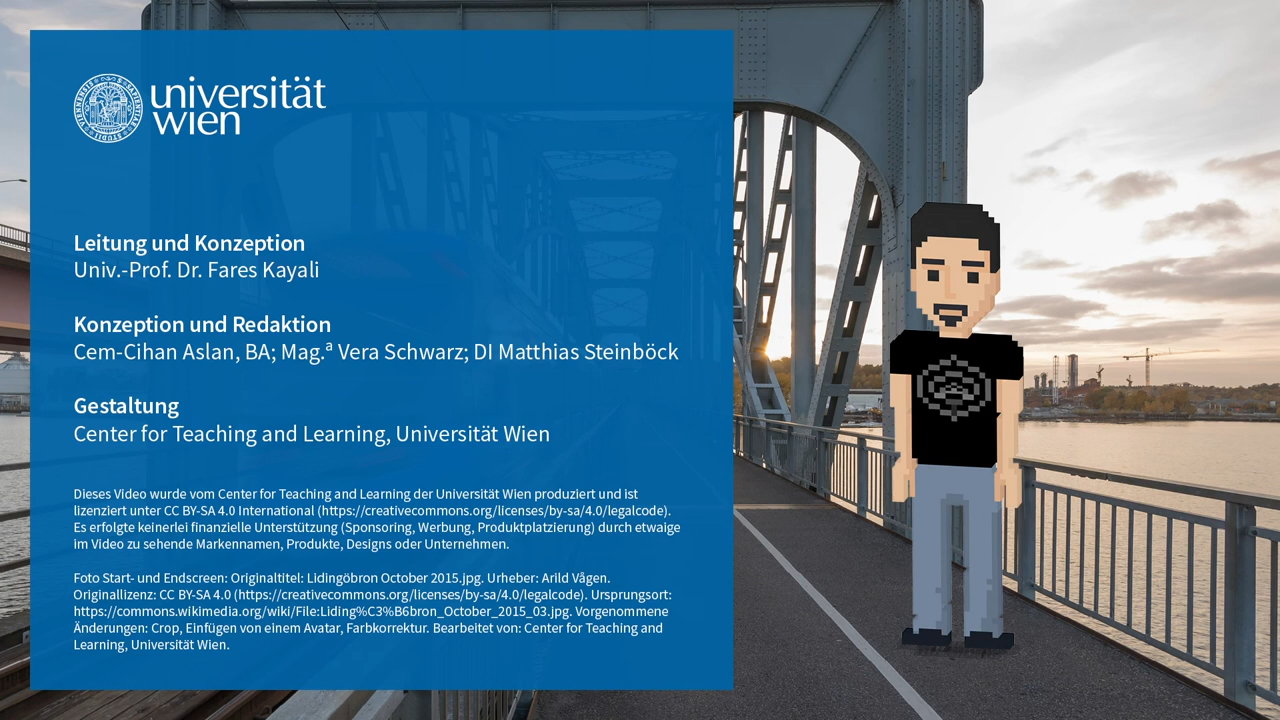 universität
wien
Leitung und Konzeption
Univ.-Prof. Dr. Fares Kayali
Konzeption und Redaktion
Cem-Cihan Aslan, BA; Mag.ª Vera Schwarz; DI Matthias Steinböck
Gestaltung
Center for Teaching and Learning, Universität Wien
Dieses Video wurde vom Center for Teaching and Learning der Universität Wien produziert und ist
lizenziert unter CC BY-SA 4.0 International (https://creativecommons.org/licenses/by-sa/4.0/legalcode).
Es erfolgte keinerlei finanzielle Unterstützung (Sponsoring, Werbung, Produktplatzierung) durch etwaige
im Video zu sehende Markennamen, Produkte, Designs oder Unternehmen.
Foto Start- und Endscreen: Originaltitel: Lidingöbron October 2015.jpg. Urheber: Arild Vågen.
Originallizenz: CC BY-SA 4.0 (https://creativecommons.org/licenses/by-sa/4.0/legalcode). Ursprungsort:
https://commons.wikimedia.org/wiki/File:Liding%C3%B6bron_October_2015_03.jpg. Vorgenommene
Änderungen: Crop, Einfügen von einem Avatar, Farbkorrektur. Bearbeitet von: Center for Teaching and
Learning, Universität Wien.